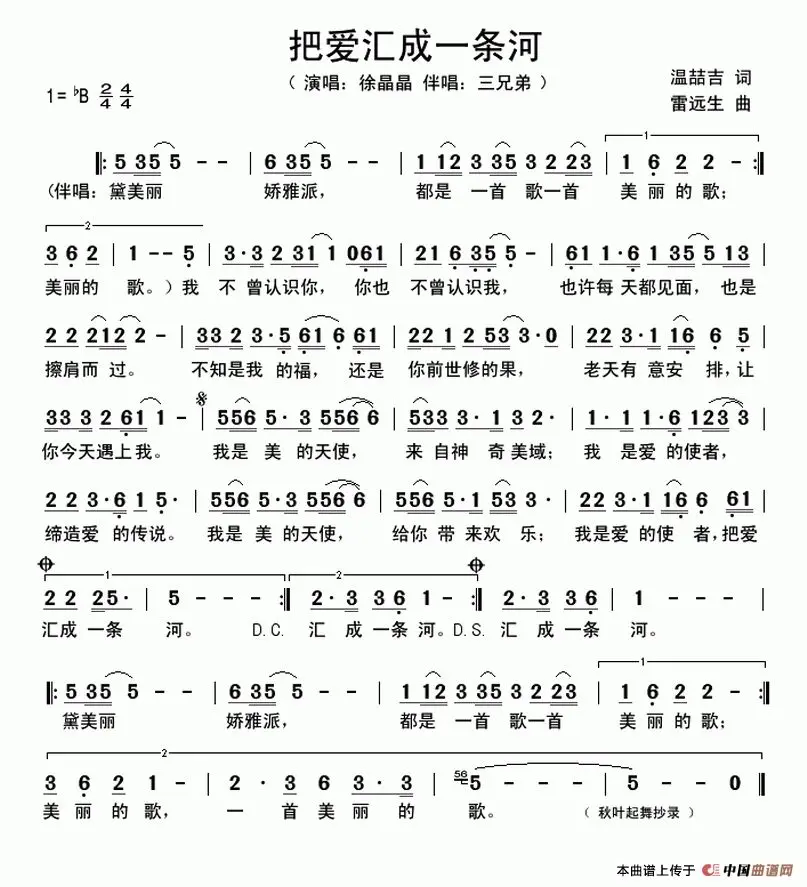 把爱汇成一条河
（ 演唱：徐晶晶 伴唱：三兄弟 ）
温喆吉 词
1= ♭B 2/4 4/4
雷远生 曲
1
‖: 5 35 5 - - | 6 35 5 - - | 1 12 3 35 3 2 23 | 1 6 2 2 - :‖
（伴唱：黛美丽 娇雅派， 都是 一首 歌一首 美丽的歌；
2
3 6 2 | 1 - - 5 | 3·3 2 31 1 061 | 21 6 35 5 - | 61 1·6 1 35 5 13 |
美丽的 歌。）我 不 曾认识你， 你也 不曾认识我， 也许每 天都见面，也是
2 2 212 2 - | 33 2 3·5 61 6 61 | 22 1 2 53 3·0 | 22 3·1 16 6 5 |
擦肩而 过。 不知是我 的福， 还是 你前世修的果， 老天有 意安 排，让
33 3 2 61 1 - | 556 5·3 556 6 | 533 3·1 3 2· | 1·1 1·6 123 3 |
你今天遇上我。 我是 美 的天使， 来 自神 奇美域； 我 是爱 的使者，
2 2 3·6 1 5· | 556 5·3 556 6 | 556 5·1 53 3 | 22 3·1 16 6 61 |
缔造爱 的传说。 我是 美 的天使， 给你 带 来欢 乐； 我是爱 的使 者，把爱
1 2
2 2 25· | 5 - - - :‖ 2·3 3 6 1 - :‖ 2·3 3 6 | 1 - - - |
汇成 一条 河。 D.C. 汇 成 一条 河。D.S. 汇 成 一条 河。
1
‖: 5 35 5 - - | 6 35 5 - - | 1 12 3 35 3 2 23 | 1 6 2 2 - :‖
黛美丽 娇雅派， 都是 一首 歌一首 美丽的歌；
2
3 6 2 1 - | 2 · 3 6 3 · 3 | 56 5 - - - | 5 - - 0 ‖
美 丽 的 歌， 一 首 美 丽 的 歌。 （ 秋叶起舞抄录 ）
本曲谱上传于 中国曲谱网